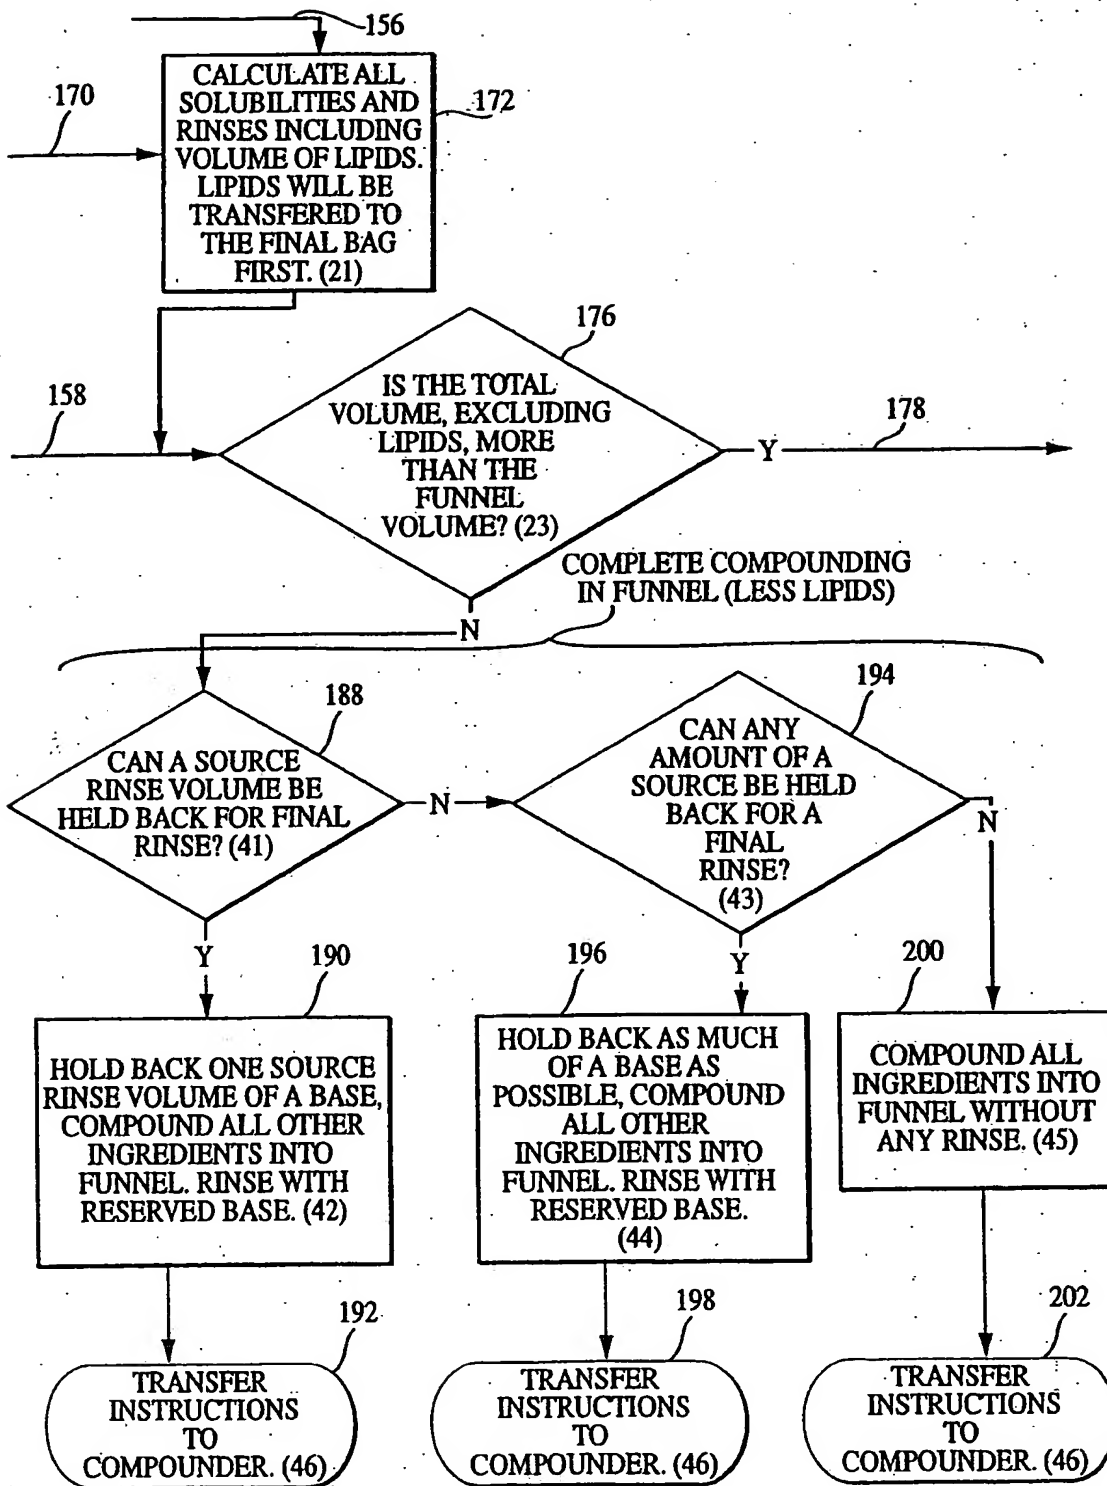 156
170
CALCULATE ALL
SOLUBILITIES AND
RINSES INCLUDING
VOLUME OF LIPIDS.
LIPIDS WILL BE
TRANSFERED TO
THE FINAL BAG
FIRST. (21)
172
176
158
IS THE TOTAL
VOLUME, EXCLUDING
LIPIDS, MORE
THAN THE
FUNNEL
VOLUME? (23)
Y
178
N
COMPLETE COMPOUNDING
IN FUNNEL (LESS LIPIDS)
188
CAN A SOURCE
RINSE VOLUME BE
HELD BACK FOR FINAL
RINSE? (41)
N
194
CAN ANY
AMOUNT OF A
SOURCE BE HELD
BACK FOR A
FINAL
RINSE?
(43)
N
Y
190
Y
196
200
HOLD BACK ONE SOURCE
RINSE VOLUME OF A BASE,
COMPOUND ALL OTHER
INGREDIENTS INTO
FUNNEL. RINSE WITH
RESERVED BASE. (42)
HOLD BACK AS MUCH
OF A BASE AS
POSSIBLE, COMPOUND
ALL OTHER
INGREDIENTS INTO
FUNNEL. RINSE WITH
RESERVED BASE.
(44)
COMPOUND ALL
INGREDIENTS INTO
FUNNEL WITHOUT
ANY RINSE. (45)
192
TRANSFER
INSTRUCTIONS
TO
COMPOUNDER. (46)
198
TRANSFER
INSTRUCTIONS
TO
COMPOUNDER. (46)
202
TRANSFER
INSTRUCTIONS
TO
COMPOUNDER. (46)